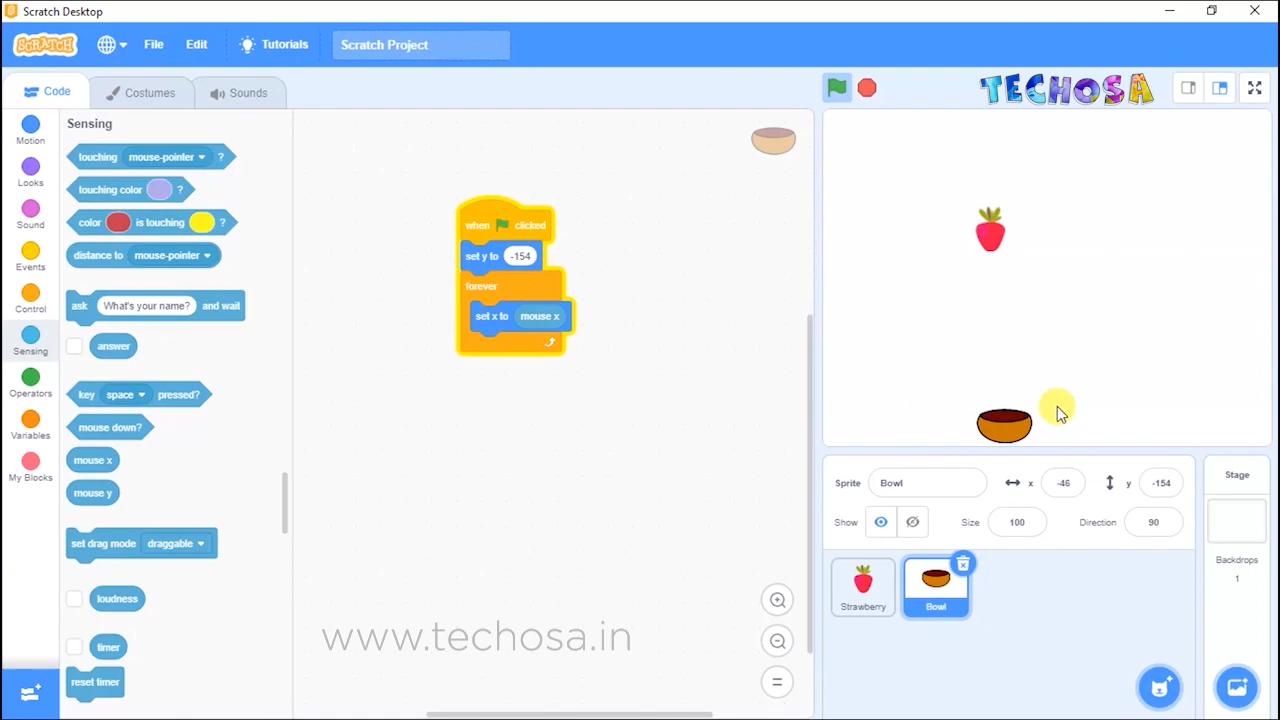 Scratch Desktop
SCRATCH
File Edit Tutorials Scratch Project
Code Costumes Sounds
TECHOSA
Motion
Looks
Sound
Events
Control
Sensing
Operators
Variables
My Blocks
Sensing
touching mouse-pointer ?
touching color ?
color is touching ?
distance to mouse-pointer
ask What's your name? and wait
answer
key space pressed?
mouse down?
mouse x
mouse y
set drag mode draggable
loudness
timer
reset timer
when clicked
set y to -154
forever
set x to mouse x
www.techosa.in
Sprite Bowl x -46 y -154
Show Size 100 Direction 90
Strawberry
Bowl
Stage
Backdrops
1